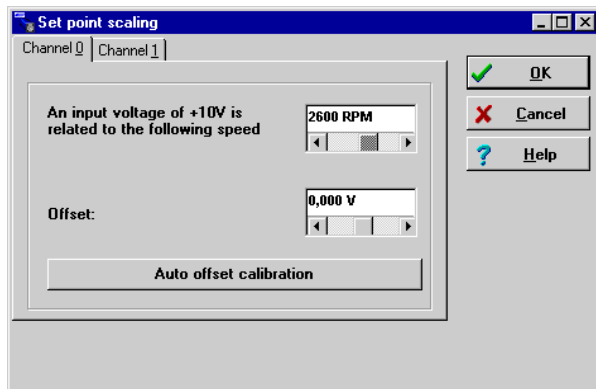 Set point scaling
Channel 0
Channel 1
An input voltage of +10V is
related to the following speed
2600 RPM
Offset:
0,000 V
Auto offset calibration
OK
Cancel
Help